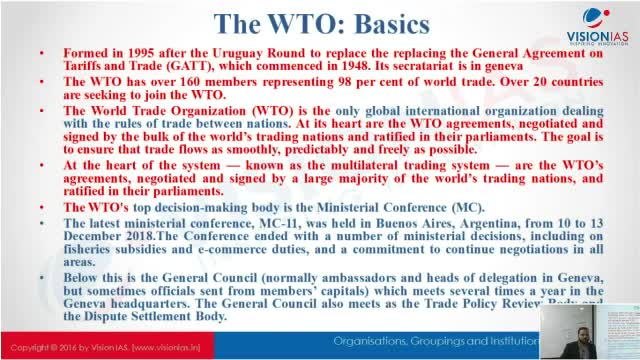 The WTO: Basics
VISIONIAS
INSPIRING INNOVATION
• Formed in 1995 after the Uruguay Round to replace the replacing the General Agreement on
Tariffs and Trade (GATT), which commenced in 1948. Its secratariat is in geneva
• The WTO has over 160 members representing 98 per cent of world trade. Over 20 countries
are seeking to join the WTO.
• The World Trade Organization (WTO) is the only global international organization dealing
with the rules of trade between nations. At its heart are the WTO agreements, negotiated and
signed by the bulk of the world's trading nations and ratified in their parliaments. The goal is
to ensure that trade flows as smoothly, predictably and freely as possible.
• At the heart of the system — known as the multilateral trading system — are the WTO's
agreements, negotiated and signed by a large majority of the world's trading nations, and
ratified in their parliaments.
• The WTO's top decision-making body is the Ministerial Conference (MC).
• The latest ministerial conference, MC-11, was held in Buenos Aires, Argentina, from 10 to 13
December 2018.The Conference ended with a number of ministerial decisions, including on
fisheries subsidies and e-commerce duties, and a commitment to continue negotiations in all
areas.
• Below this is the General Council (normally ambassadors and heads of delegation in Geneva,
but sometimes officials sent from members' capitals) which meets several times a year in the
Geneva headquarters. The General Council also meets as the Trade Policy Review Body and
the Dispute Settlement Body.
Copyright © 2016 by Vision IAS. [www.visionias.in]
Organisations, Groupings and Institution